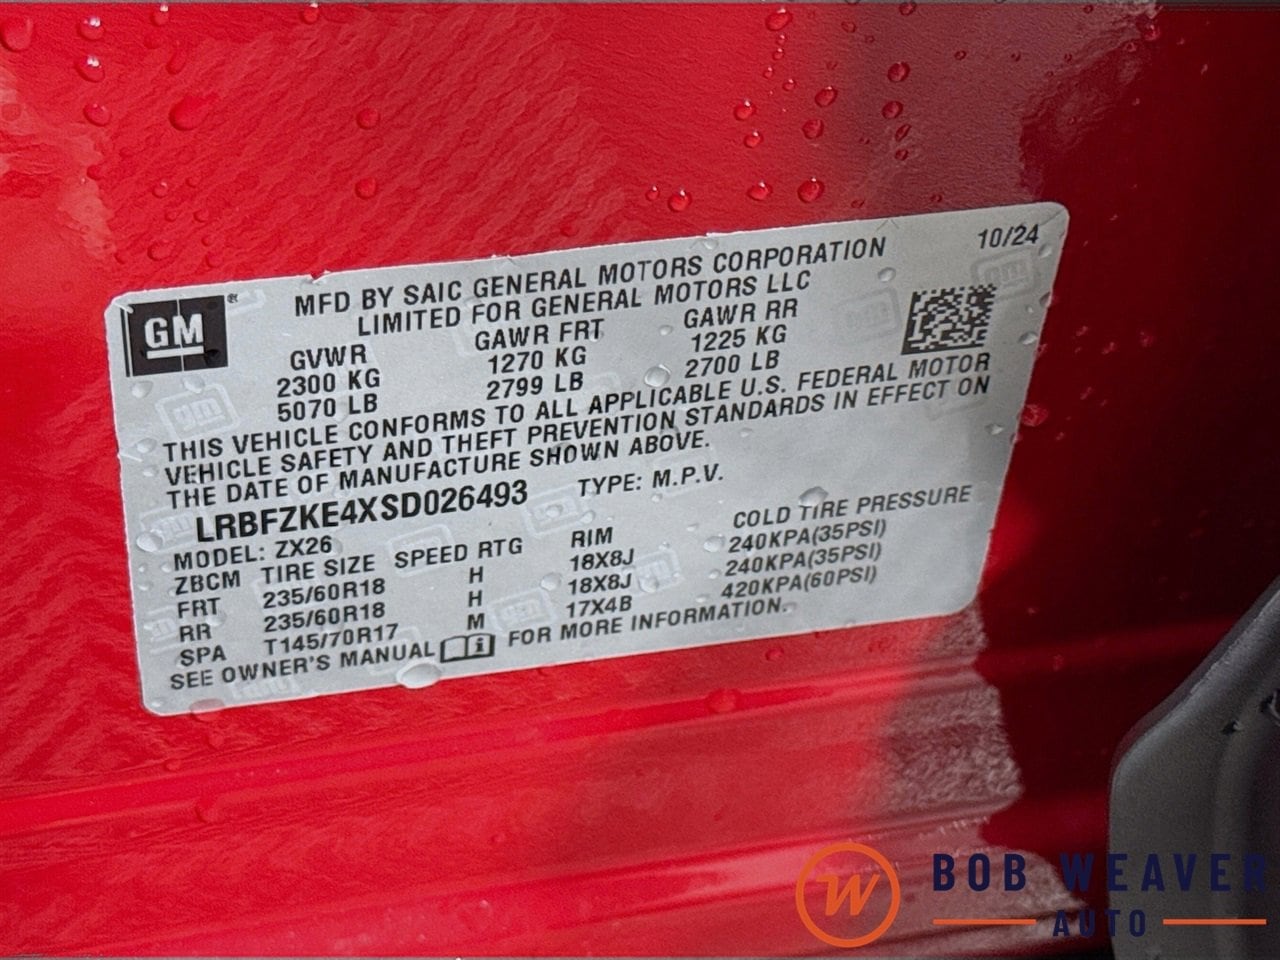 GM®
10/24
MFD BY SAIC GENERAL MOTORS CORPORATION
LIMITED FOR GENERAL MOTORS LLC
GVWR GAWR FRT GAWR RR
2300 KG 1270 KG 1225 KG
5070 LB 2799 LB 2700 LB
THIS VEHICLE CONFORMS TO ALL APPLICABLE U.S. FEDERAL MOTOR
VEHICLE SAFETY AND THEFT PREVENTION STANDARDS IN EFFECT ON
THE DATE OF MANUFACTURE SHOWN ABOVE.
LRBFZKE4XSD026493 TYPE: M.P.V.
MODEL: ZX26
ZBCM TIRE SIZE SPEED RTG RIM COLD TIRE PRESSURE
FRT 235/60R18 H 18X8J 240KPA(35PSI)
RR 235/60R18 H 18X8J 240KPA(35PSI)
SPA T145/70R17 M 17X4B 420KPA(60PSI)
SEE OWNER'S MANUAL i FOR MORE INFORMATION.
W BOB WEAVER
AUTO